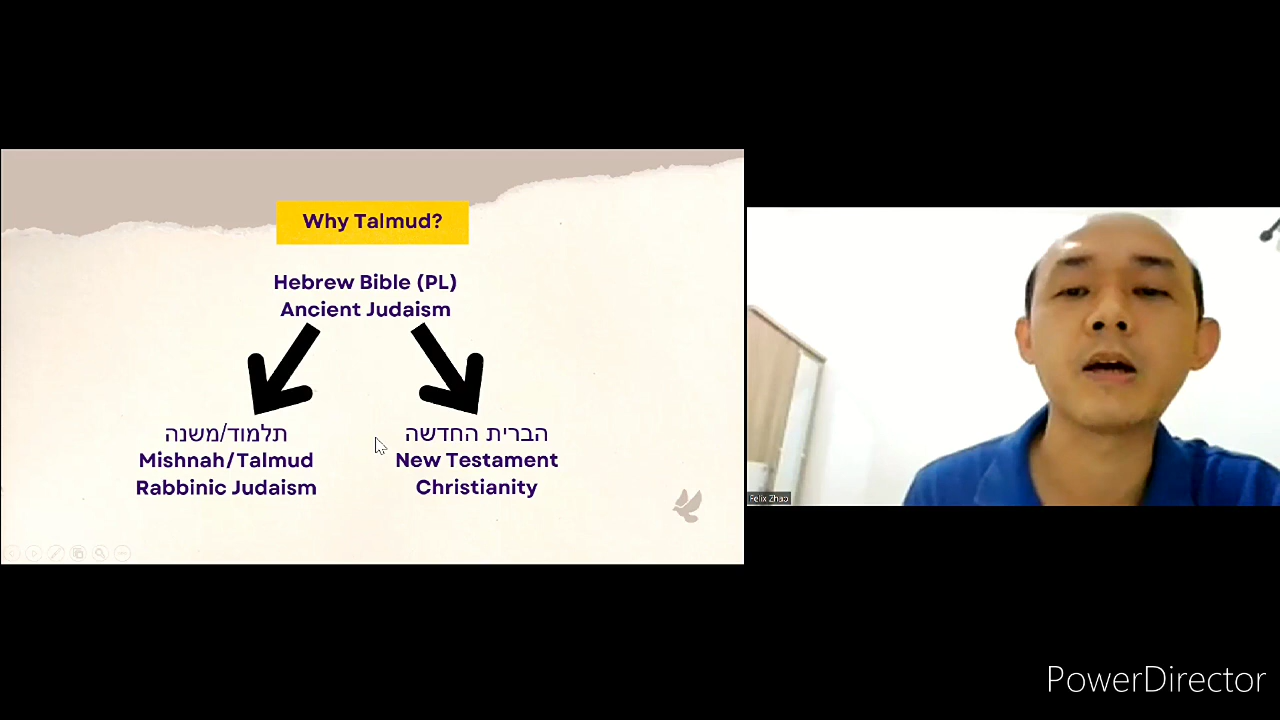 Why Talmud?
Hebrew Bible (PL)
Ancient Judaism
תלמוד/משנה
Mishnah/Talmud
Rabbinic Judaism
הברית החדשה
New Testament
Christianity
Felix Zhao
PowerDirector